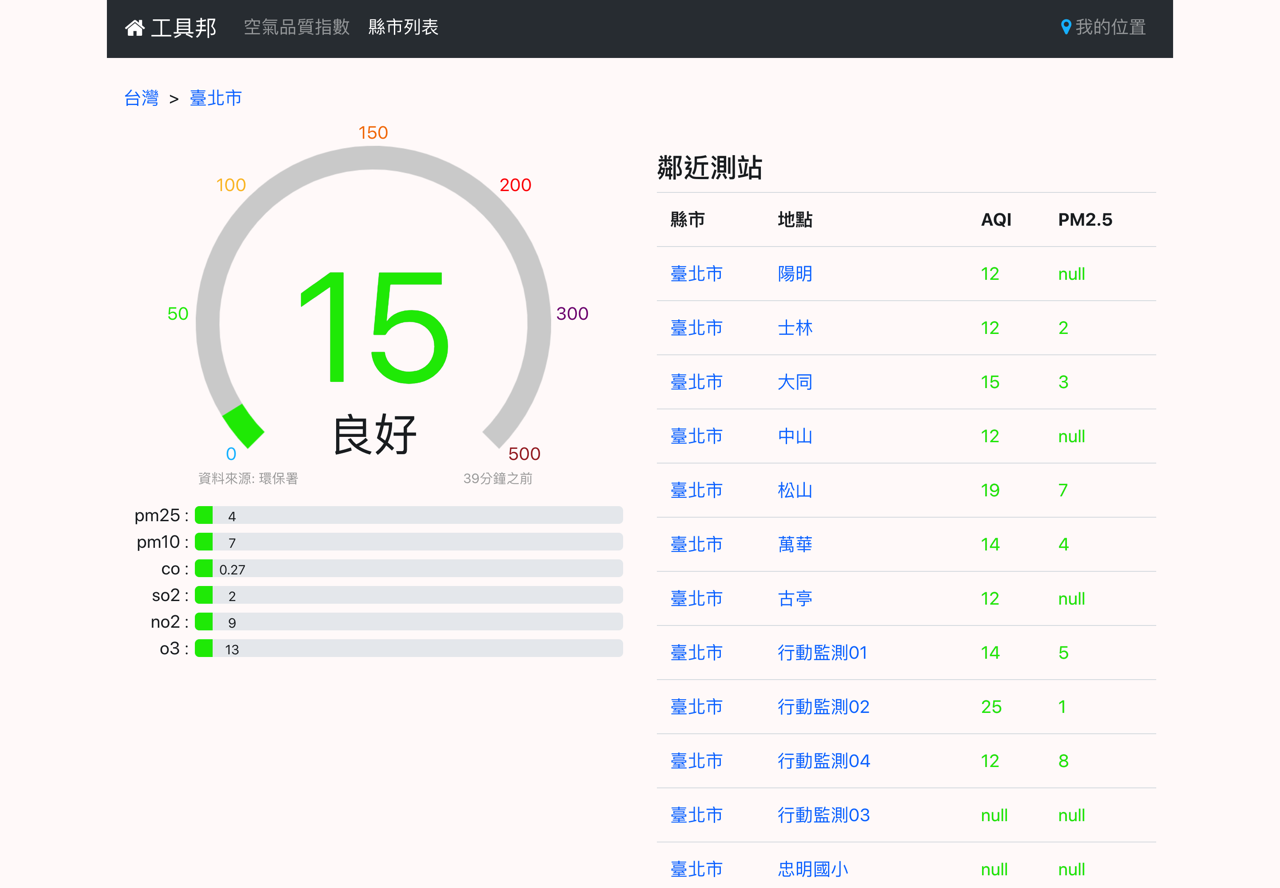 工具邦 空氣品質指數 縣市列表 我的位置
台灣 > 臺北市
150
100 200
50 300
15
良好
0 500
資料來源: 環保署 39分鐘之前
pm25 : 4
pm10 : 7
co : 0.27
so2 : 2
no2 : 9
o3 : 13
鄰近測站
縣市 地點 AQI PM2.5
臺北市 陽明 12 null
臺北市 士林 12 2
臺北市 大同 15 3
臺北市 中山 12 null
臺北市 松山 19 7
臺北市 萬華 14 4
臺北市 古亭 12 null
臺北市 行動監測01 14 5
臺北市 行動監測02 25 1
臺北市 行動監測04 12 8
臺北市 行動監測03 null null
臺北市 忠明國小 null null